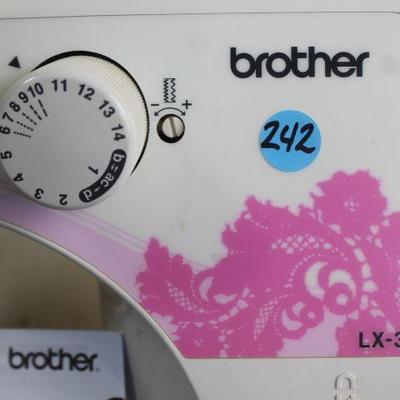 brother
242
- +
5 6 7 8 9 10 11 12 13 14
b=ac-d
1 2 3 4
LX-3
brother